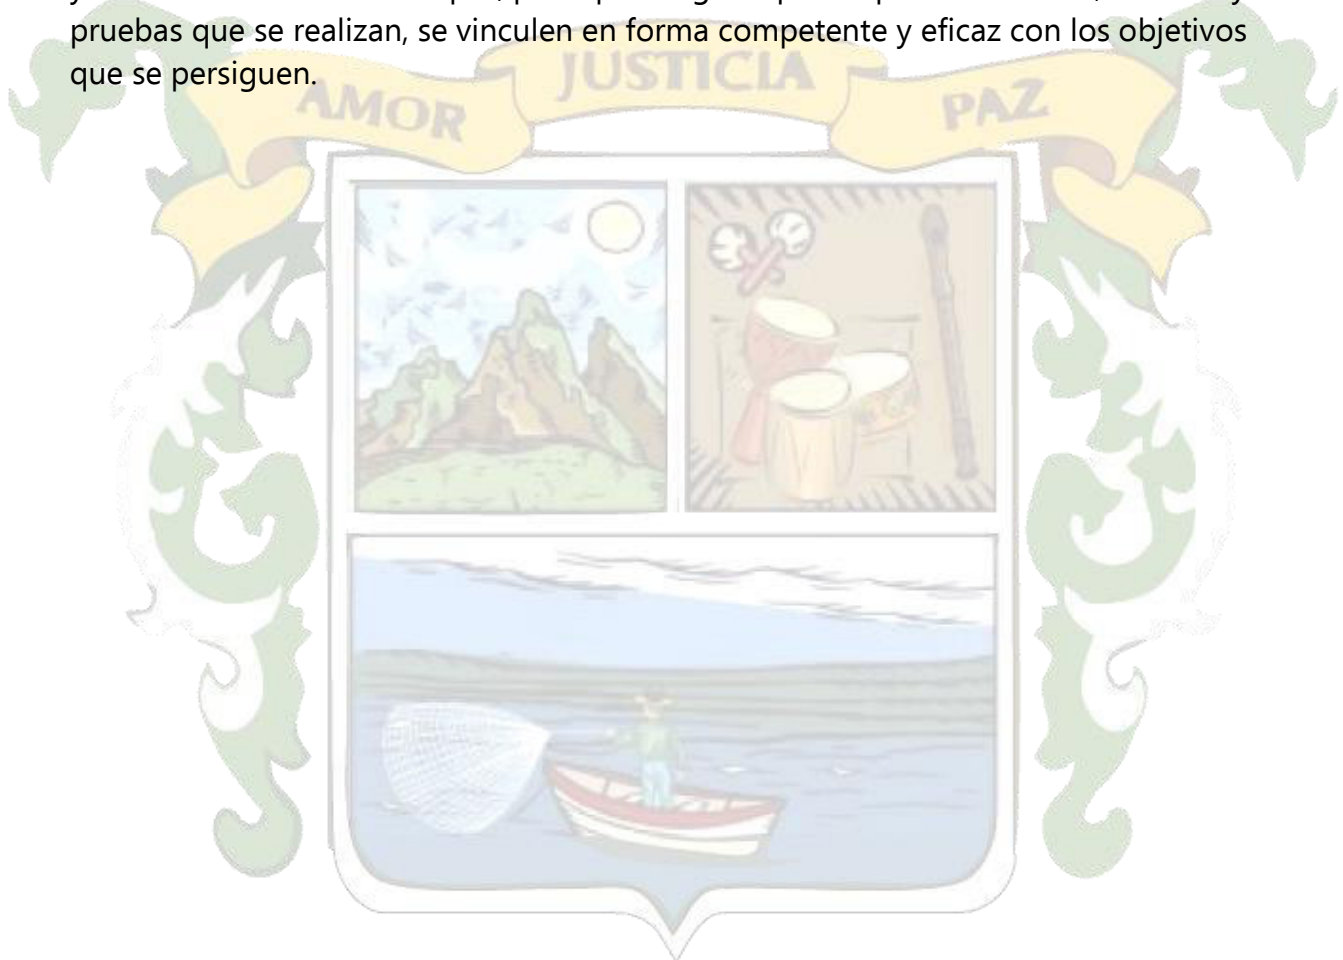 pruebas que se realizan, se vinculen en forma competente y eficaz con los objetivos
que se persiguen.
JUSTICIA
AMOR
PAZ